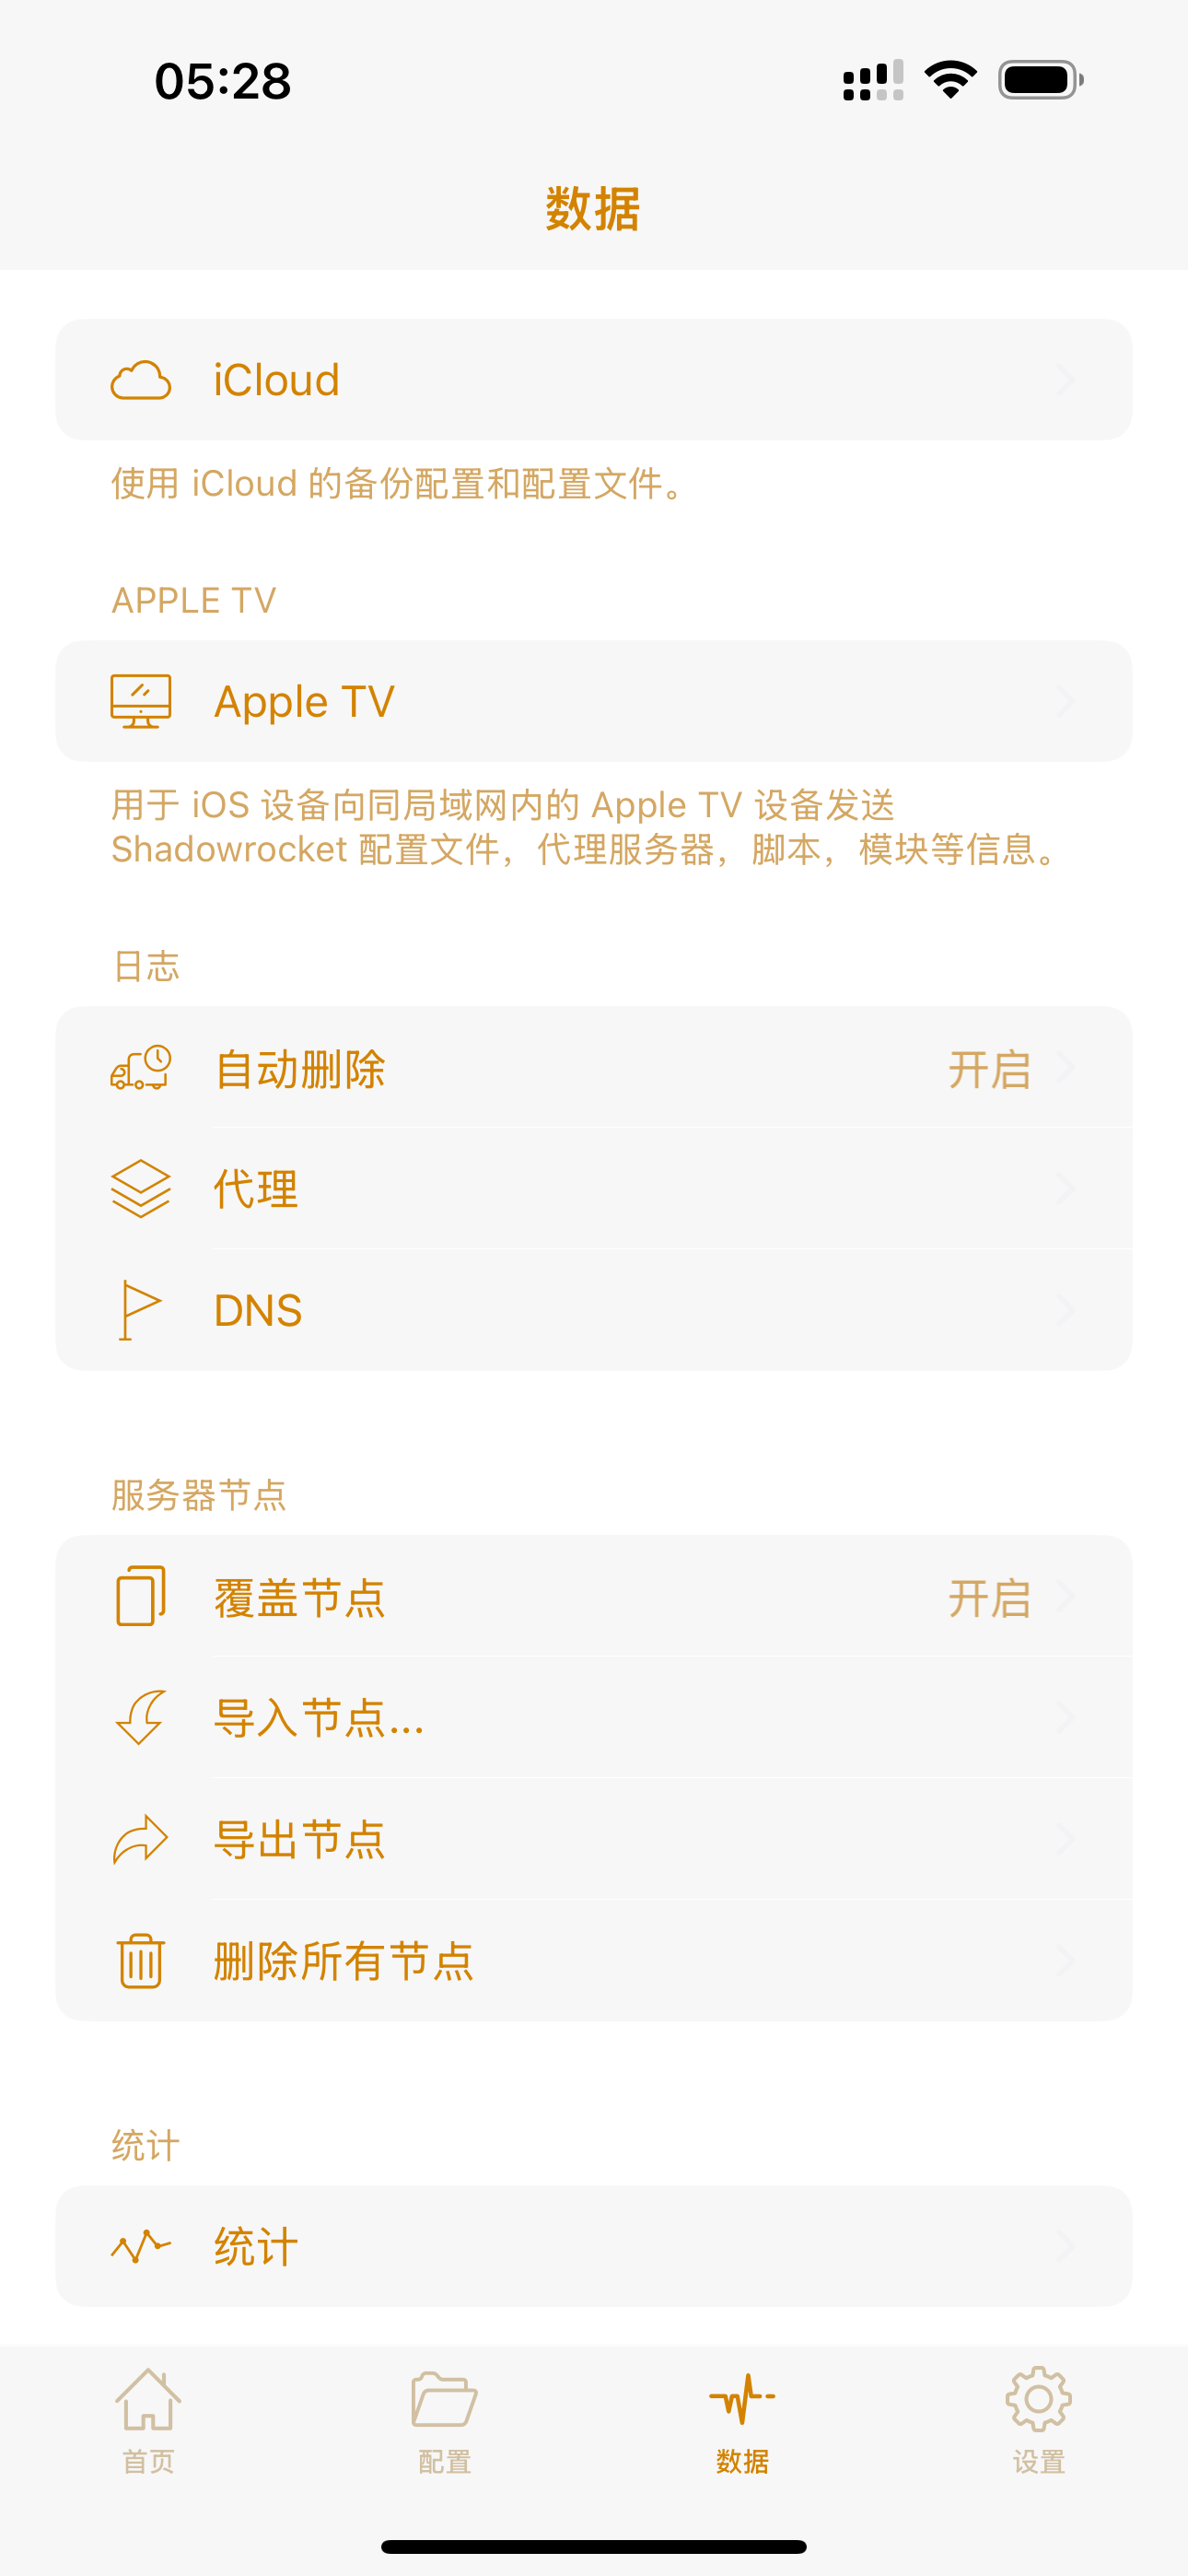 05:28
数据
iCloud
使用 iCloud 的备份配置和配置文件。
APPLE TV
Apple TV
用于 iOS 设备向同局域网内的 Apple TV 设备发送
Shadowrocket 配置文件，代理服务器，脚本，模块等信息。
日志
自动删除 开启
代理
DNS
服务器节点
覆盖节点 开启
导入节点...
导出节点
删除所有节点
统计
统计
首页 配置 数据 设置